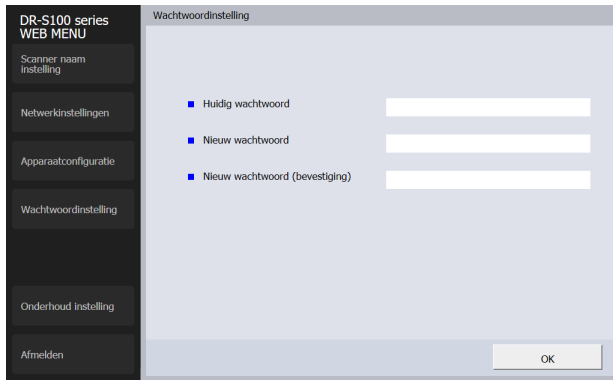 DR-S100 series
WEB MENU
Scanner naam
instelling
Netwerkinstellingen
Apparaatconfiguratie
Wachtwoordinstelling
Onderhoud instelling
Afmelden
Wachtwoordinstelling
Huidig wachtwoord
Nieuw wachtwoord
Nieuw wachtwoord (bevestiging)
OK